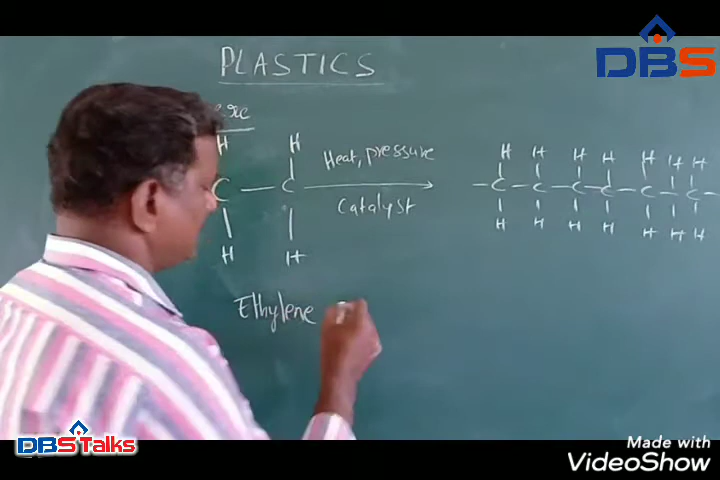 DBS
PLASTICS
H H
Heat, pressure
C — C
Catalyst
H H
H H H H H H H
— C — C — C — C — C — C — C —
H H H H H H H
Ethylene
DBSTalks
Made with
VideoShow